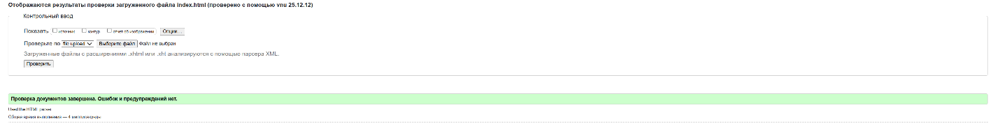 Отображаются результаты проверки загруженного файла index.html (проверено с помощью vnu 25.12.12)
Контрольный ввод
Показать источник контур отчет об изображении Опции...
Проверьте по file upload Выберите файл Файл не выбран
Загруженные файлы с расширениями .xhtml или .xht анализируются с помощью парсера XML.
Проверить
Проверка документов завершена. Ошибок и предупреждений нет.
Used the HTML parser.
Общее время выполнения — 4 миллисекунды.